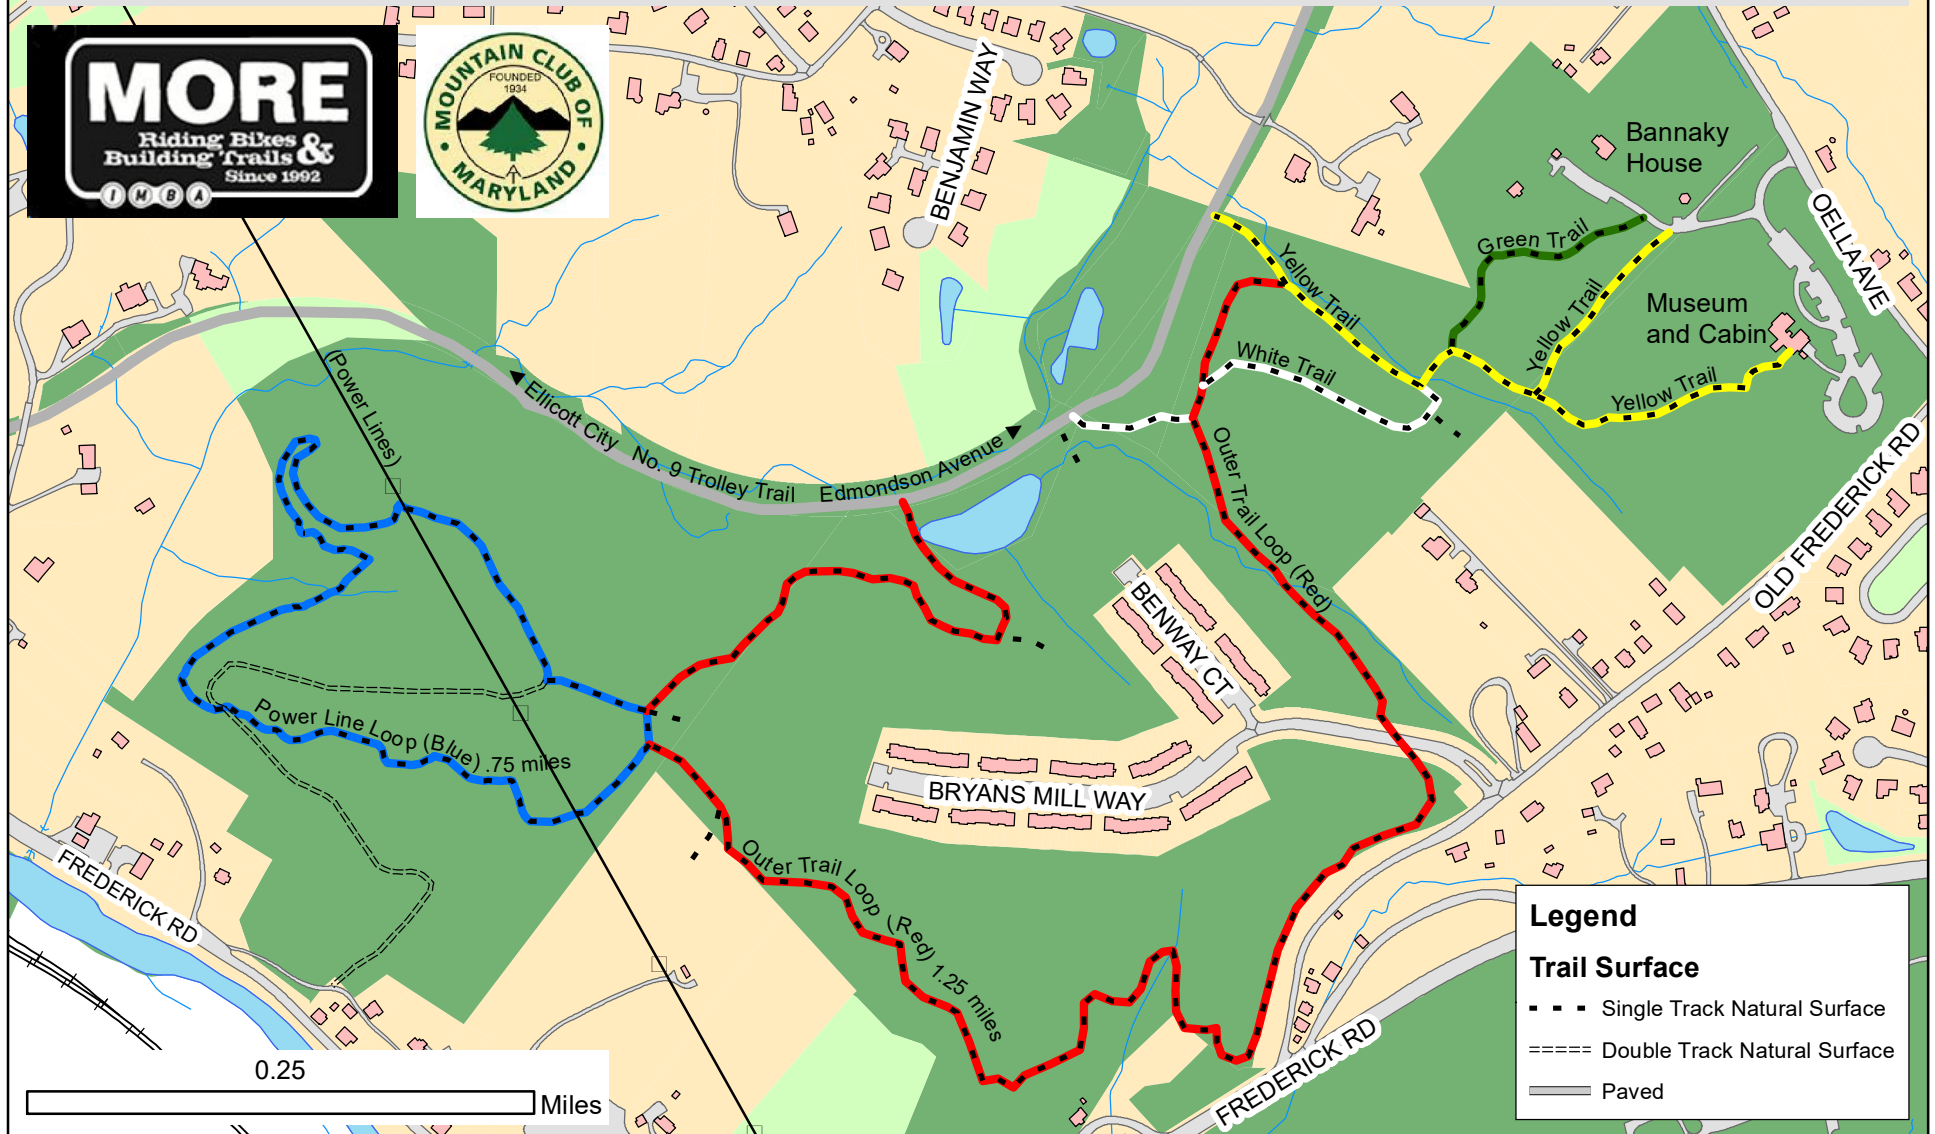 MORE
Riding Bikes &
Building Trails
Since 1992
IMBA
MOUNTAIN CLUB OF
FOUNDED
1934
• MARYLAND •
BENJAMIN WAY
Bannaky
House
OELLA AVE
Green Trail
Yellow Trail
Yellow Trail
Museum
and Cabin
Yellow Trail
White Trail
(Power Lines)
Ellicott City No. 9 Trolley Trail Edmondson Avenue
Outer Trail Loop (Red)
OLD FREDERICK RD
BENWAY CT
Power Line Loop (Blue) .75 miles
BRYANS MILL WAY
Outer Trail Loop (Red) 1.25 miles
FREDERICK RD
FREDERICK RD
0.25
Miles
Legend
Trail Surface
Single Track Natural Surface
Double Track Natural Surface
Paved